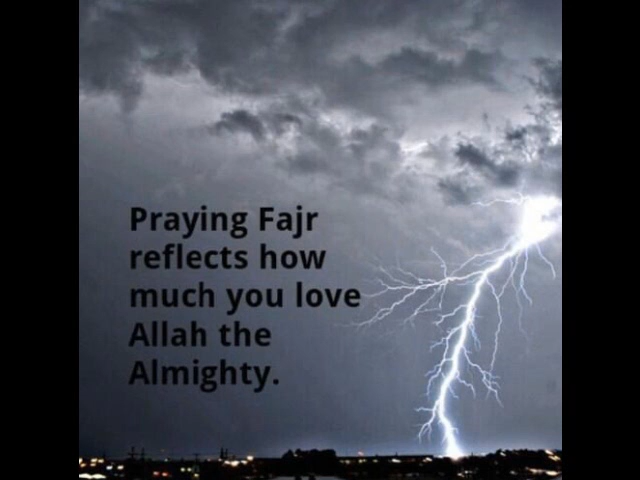 Praying Fajr
reflects how
much you love
Allah the
Almighty.